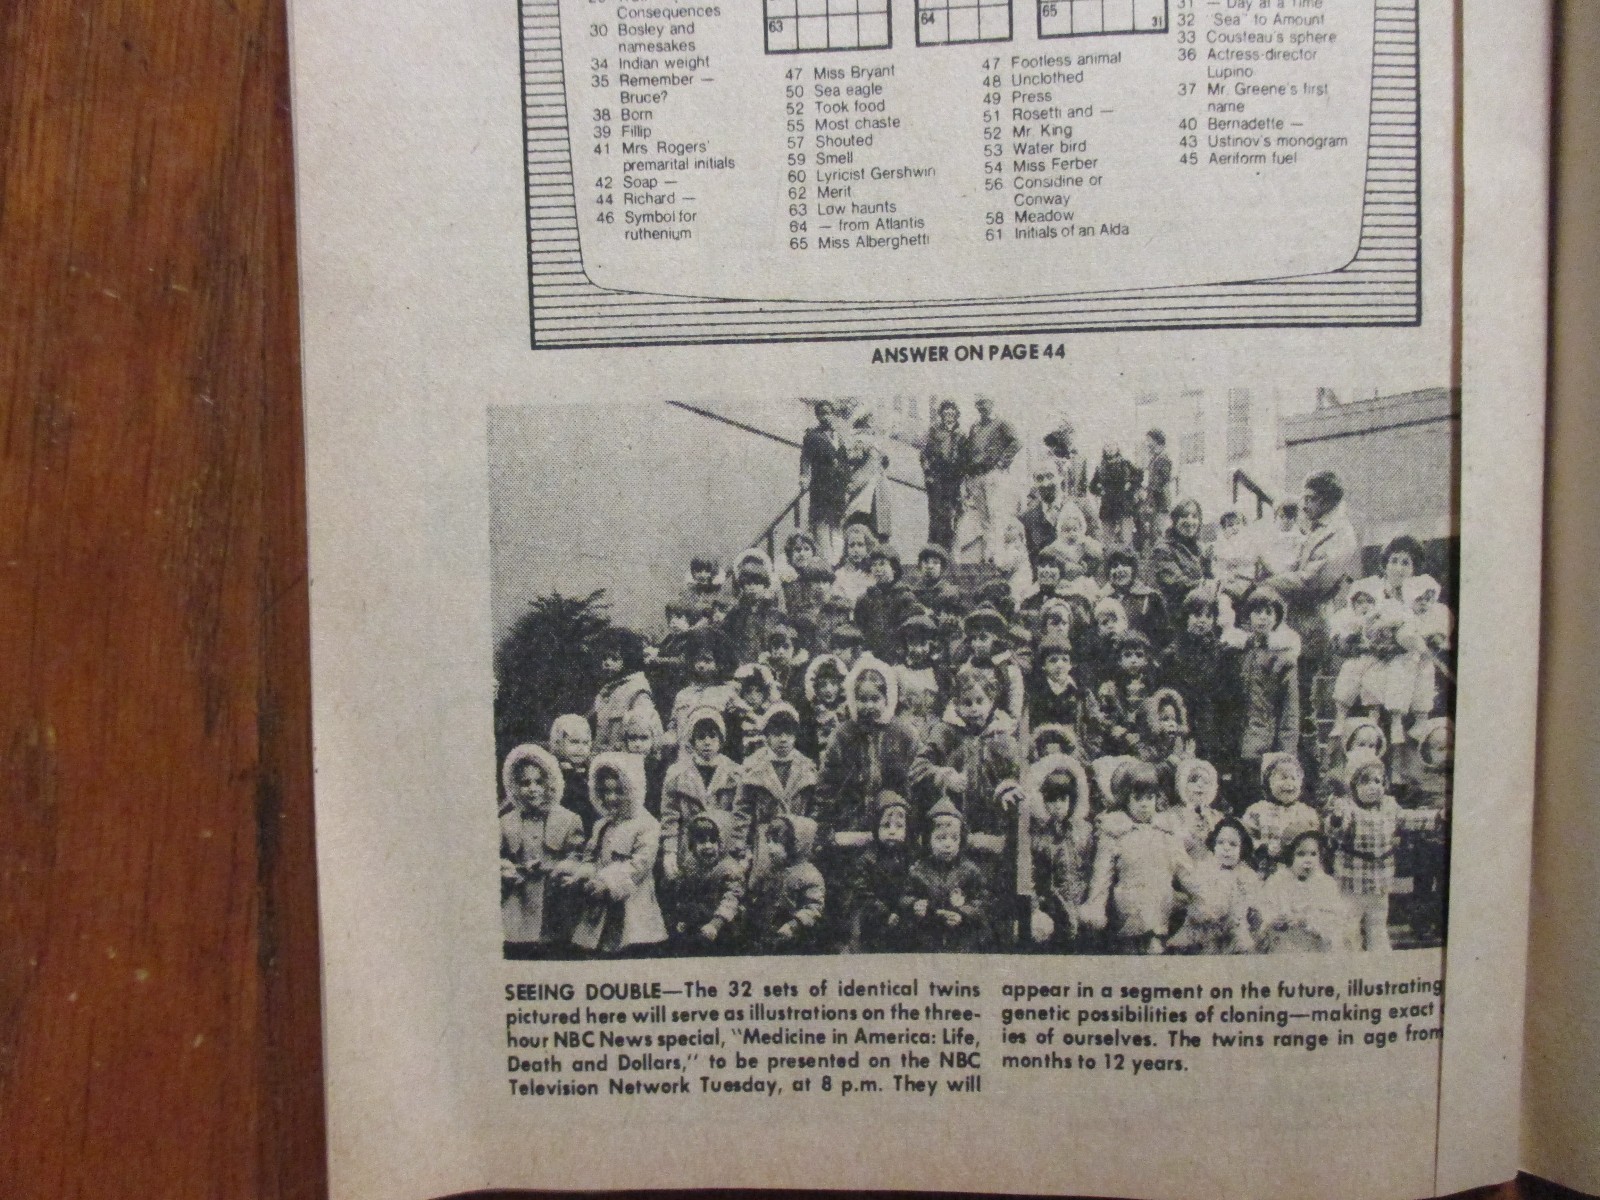 Consequences
30 Bosley and
namesakes
34 Indian weight
35 Remember —
Bruce?
38 Born
39 Fillip
41 Mrs Rogers'
premarital initials
42 Soap —
44 Richard —
46 Symbol for
ruthenium
63
64
65
31
47 Miss Bryant
50 Sea eagle
52 Took food
55 Most chaste
57 Shouted
59 Smell
60 Lyricist Gershwin
62 Merit
63 Low haunts
64 — from Atlantis
65 Miss Alberghetti
47 Footless animal
48 Unclothed
49 Press
51 Rosetti and —
52 Mr. King
53 Water bird
54 Miss Ferber
56 Considine or
Conway
58 Meadow
61 Initials of an Alda
31 — Day at a Time
32 "Sea" to Amount
33 Cousteau's sphere
36 Actress-director
Lupino
37 Mr. Greene's first
name
40 Bernadette —
43 Ustinov's monogram
45 Aeriform fuel
ANSWER ON PAGE 44
SEEING DOUBLE—The 32 sets of identical twins
pictured here will serve as illustrations on the three-
hour NBC News special, "Medicine in America: Life,
Death and Dollars," to be presented on the NBC
Television Network Tuesday, at 8 p.m. They will
appear in a segment on the future, illustrating
genetic possibilities of cloning—making exact
ies of ourselves. The twins range in age from
months to 12 years.